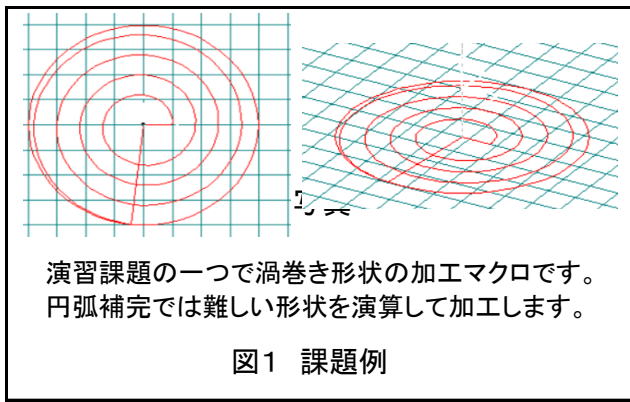 演習課題の一つで渦巻き形状の加工マクロです。
円弧補完では難しい形状を演算して加工します。
図１ 課題例